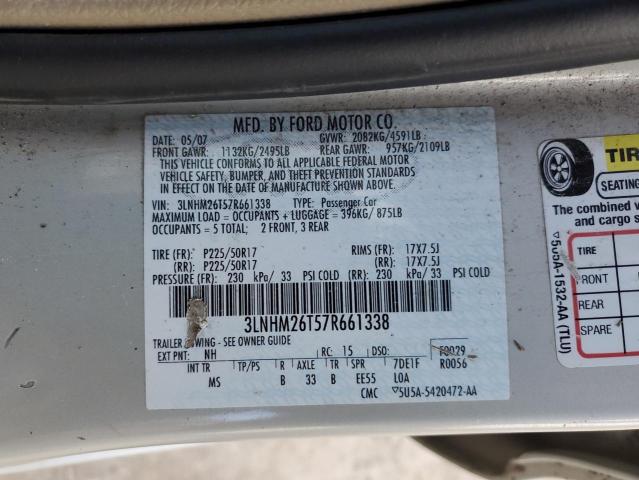 MFD. BY FORD MOTOR CO.
DATE: 05/07 GVWR: 2082KG/4591LB
FRONT GAWR: 1132KG/2495LB REAR GAWR: 957KG/2109LB
THIS VEHICLE CONFORMS TO ALL APPLICABLE FEDERAL MOTOR
VEHICLE SAFETY, BUMPER, AND THEFT PREVENTION STANDARDS
IN EFFECT ON THE DATE OF MANUFACTURE SHOWN ABOVE.
VIN: 3LNHM26T57R661338 TYPE: Passenger Car
MAXIMUM LOAD = OCCUPANTS + LUGGAGE = 396KG/ 875LB
OCCUPANTS = 5 TOTAL; 2 FRONT, 3 REAR
TIRE (FR): P225/50R17 RIMS (FR): 17X7.5J
(RR): P225/50R17 (RR): 17X7.5J
PRESSURE (FR): 230 kPa/ 33 PSI COLD (RR): 230 kPa/ 33 PSI COLD
3LNHM26T57R661338
TRAILER TOWING - SEE OWNER GUIDE
EXT PNT: NH RC: 15 DSO: F0029
INT TR TP/PS R AXLE TR SPR 7DE1F R0056
MS B 33 B EE55 L0A
CMC ▽5U5A-5420472-AA
TIR
SEATING
The combined w
and cargo s
TIRE
FRONT
REAR
SPARE
▽5U5A-1532-AA (TLU)